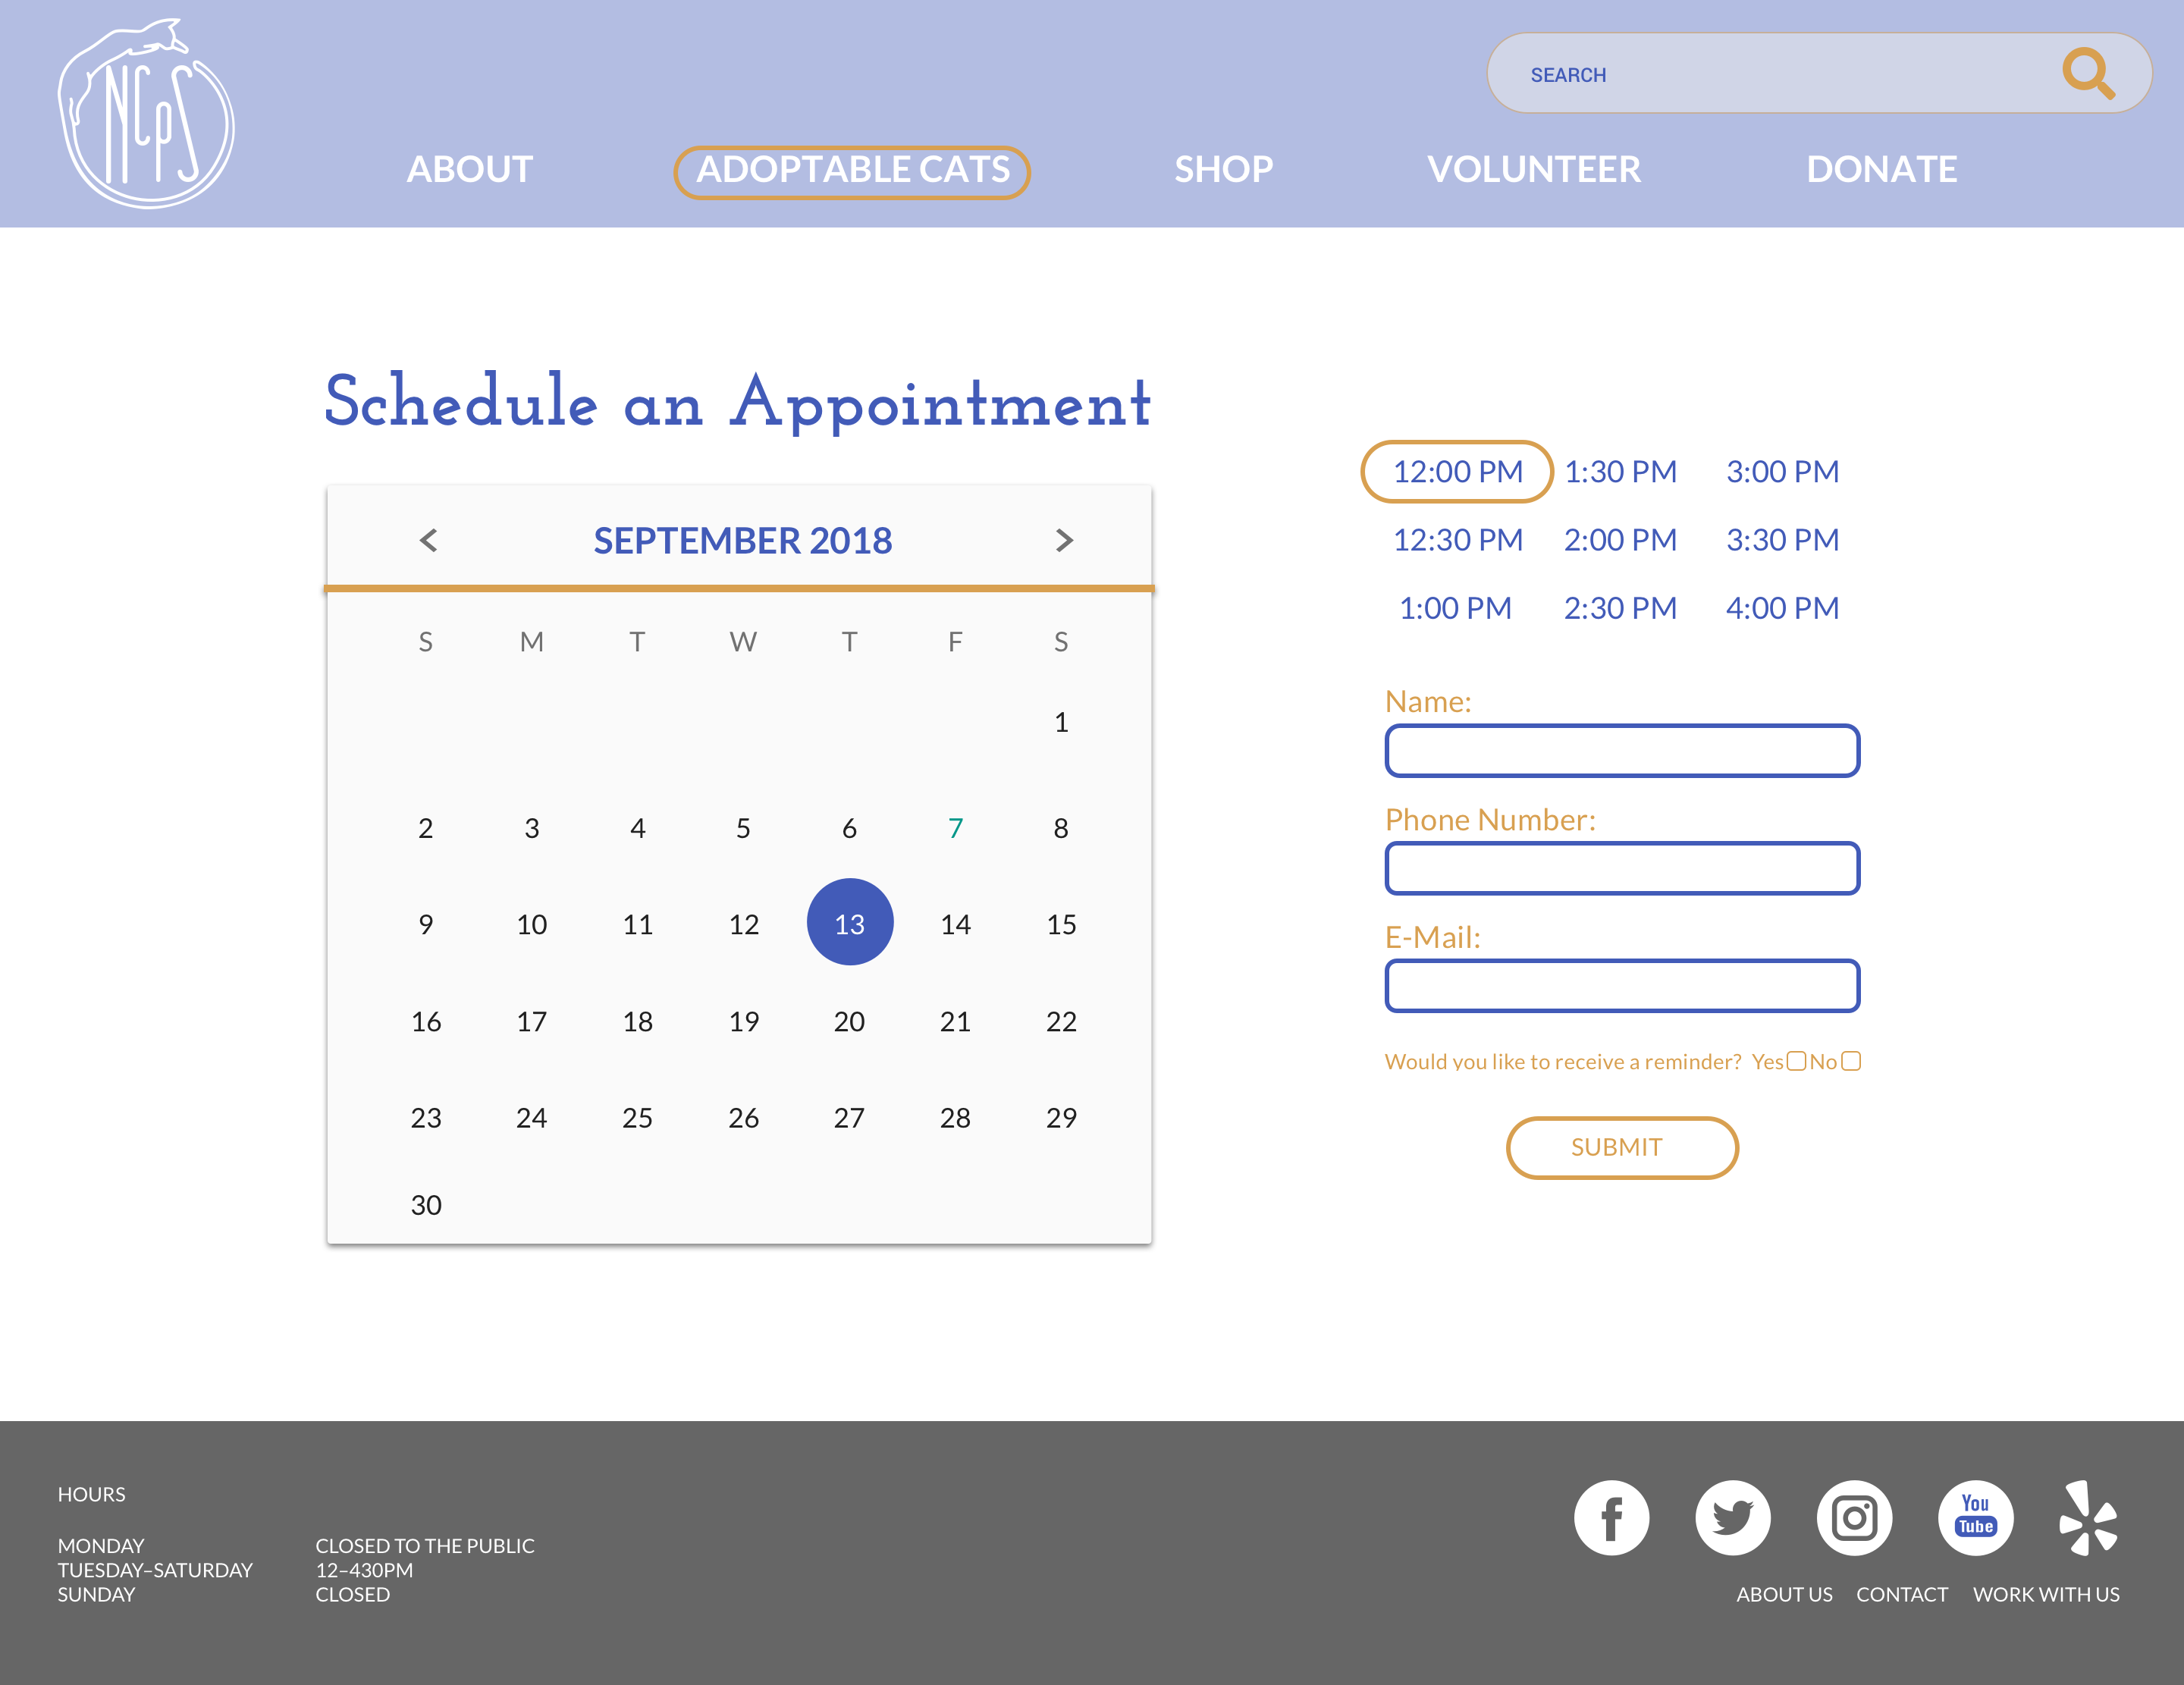 NCPS
SEARCH
ABOUT ADOPTABLE CATS SHOP VOLUNTEER DONATE
Schedule an Appointment
< SEPTEMBER 2018 >
S M T W T F S
1
2 3 4 5 6 7 8
9 10 11 12 13 14 15
16 17 18 19 20 21 22
23 24 25 26 27 28 29
30
12:00 PM 1:30 PM 3:00 PM
12:30 PM 2:00 PM 3:30 PM
1:00 PM 2:30 PM 4:00 PM
Name:
Phone Number:
E-Mail:
Would you like to receive a reminder? Yes No
SUBMIT
HOURS
MONDAY CLOSED TO THE PUBLIC
TUESDAY–SATURDAY 12–430PM
SUNDAY CLOSED
You
Tube
ABOUT US CONTACT WORK WITH US